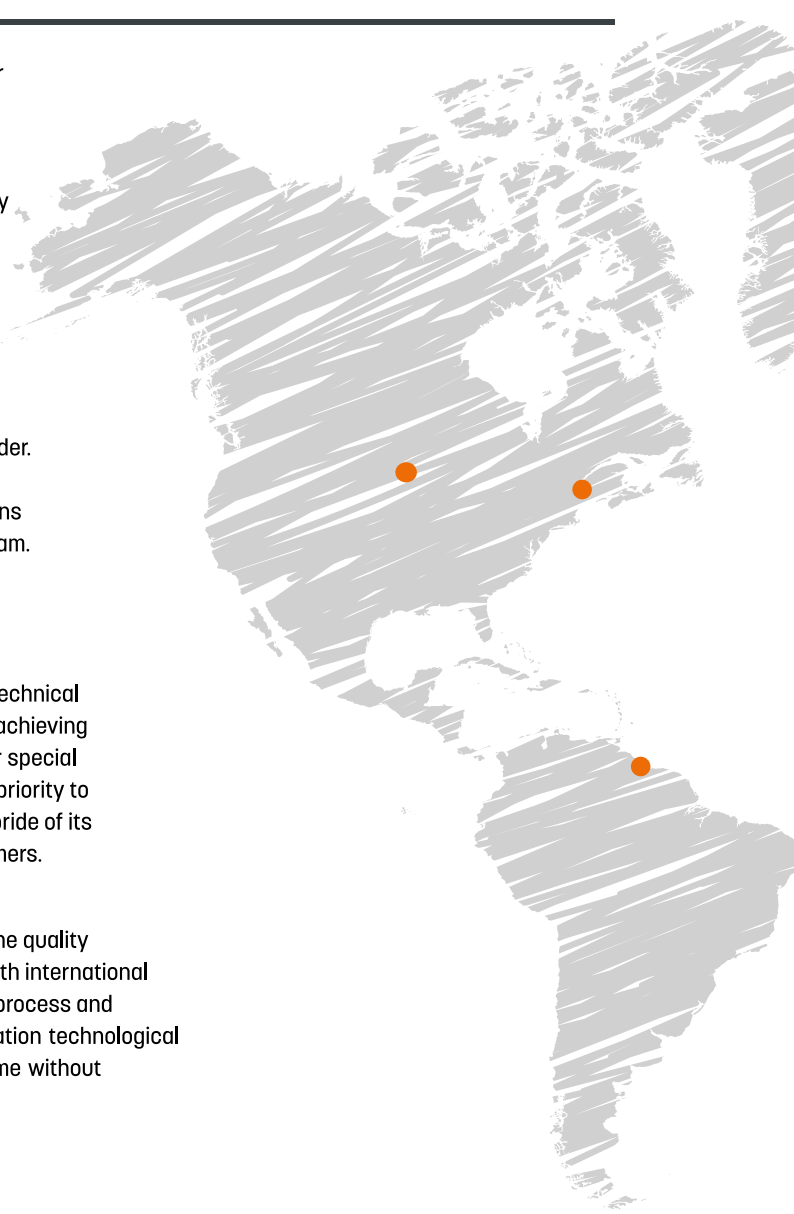 r
y
der.
ns
am.
echnical
achieving
r special
priority to
pride of its
mers.
he quality
th international
process and
ation technological
me without